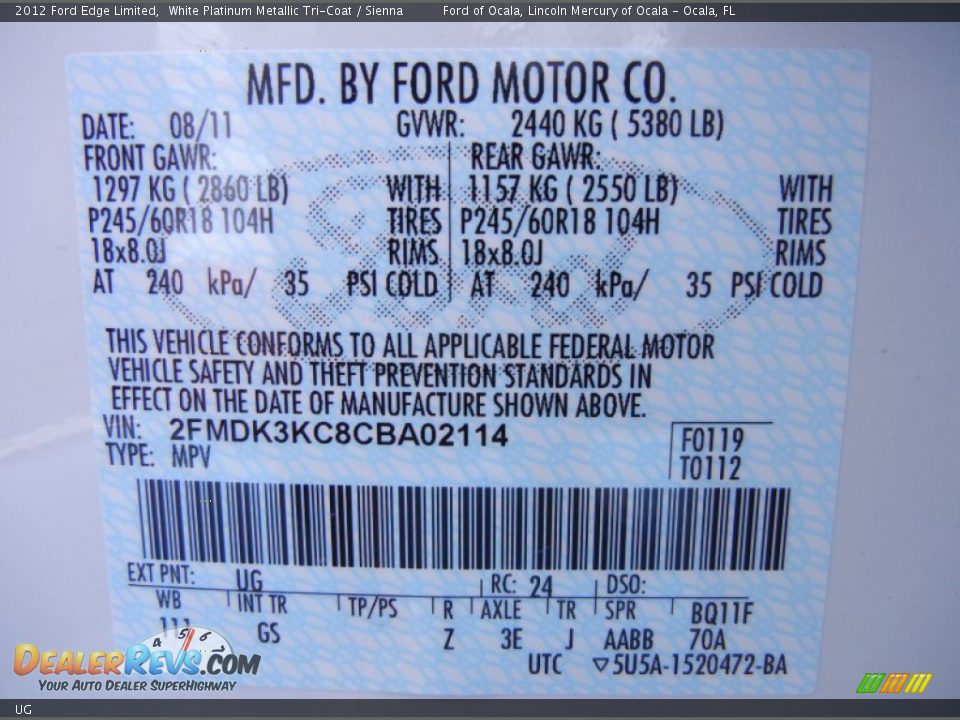 2012 Ford Edge Limited, White Platinum Metallic Tri-Coat / Sienna Ford of Ocala, Lincoln Mercury of Ocala - Ocala, FL
MFD. BY FORD MOTOR CO.
DATE: 08/11 GVWR: 2440 KG ( 5380 LB)
FRONT GAWR: REAR GAWR:
1297 KG ( 2860 LB) WITH 1157 KG ( 2550 LB) WITH
P245/60R18 104H TIRES P245/60R18 104H TIRES
18x8.0J RIMS 18x8.0J RIMS
AT 240 kPa/ 35 PSI COLD AT 240 kPa/ 35 PSI COLD
Ford
THIS VEHICLE CONFORMS TO ALL APPLICABLE FEDERAL MOTOR
VEHICLE SAFETY AND THEFT PREVENTION STANDARDS IN
EFFECT ON THE DATE OF MANUFACTURE SHOWN ABOVE.
VIN: 2FMDK3KC8CBA02114 F0119
TYPE: MPV T0112
EXT PNT: UG RC: 24 DSO:
WB INT TR TP/PS R AXLE TR SPR BQ11F
GS Z 3E J AABB 70A
UTC ▽5U5A-1520472-BA
4 5 6
DEALERREVS.COM
YOUR AUTO DEALER SUPERHIGHWAY
UG